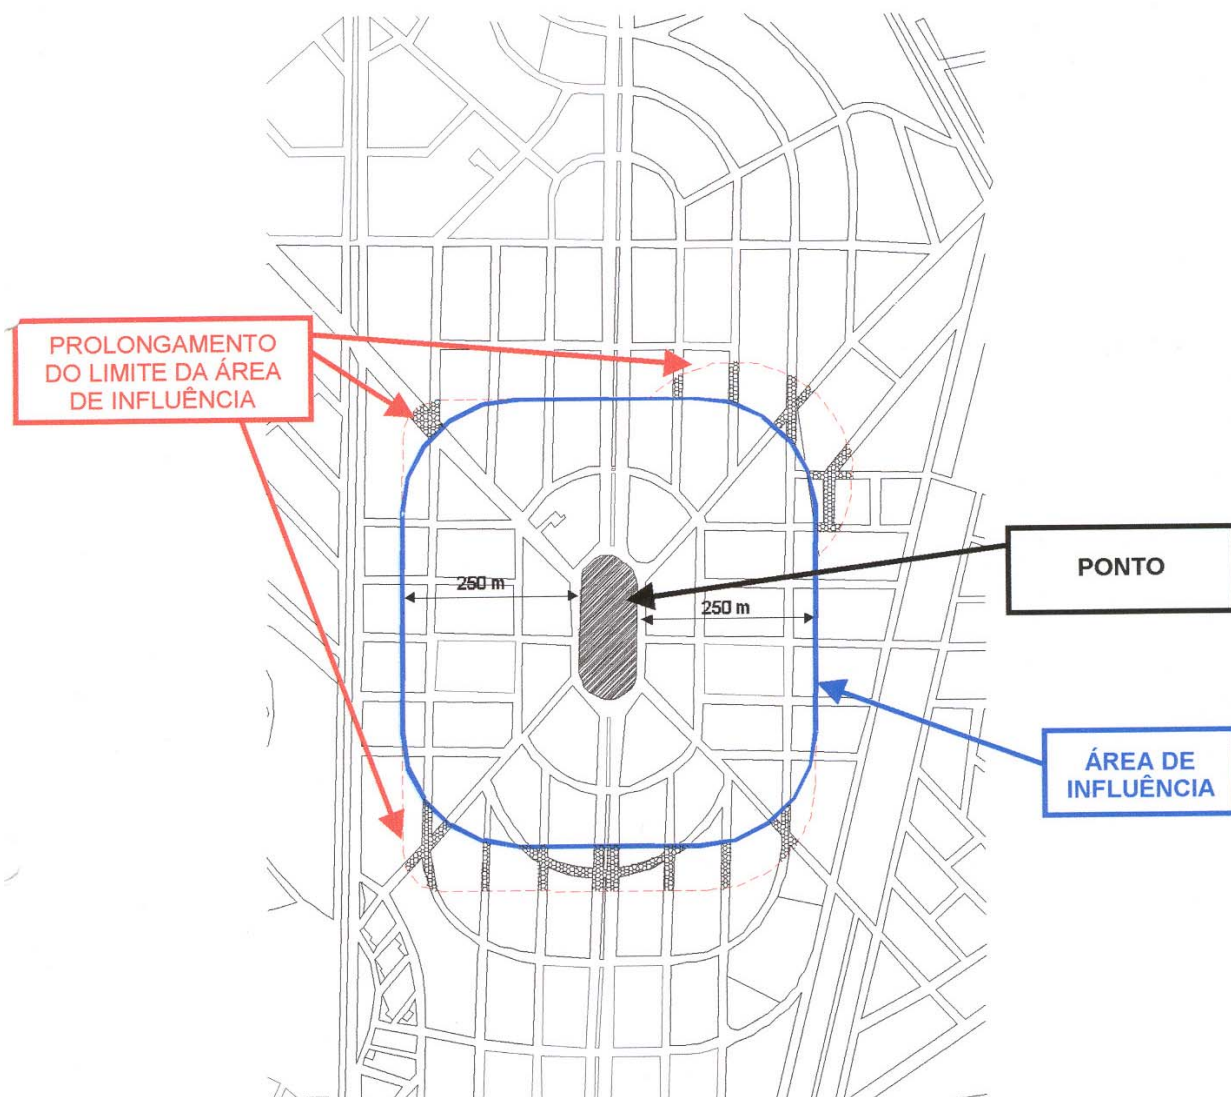 PROLONGAMENTO
DO LIMITE DA ÁREA
DE INFLUÊNCIA
PONTO
250 m
250 m
ÁREA DE
INFLUÊNCIA